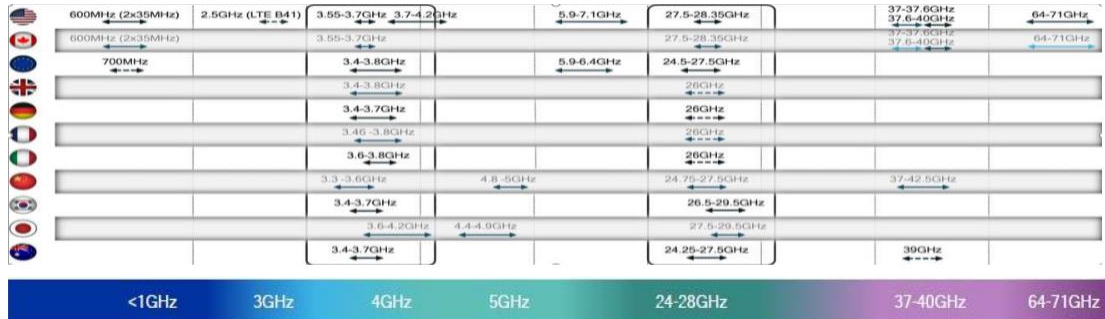 600MHz (2x35MHz) 2.5GHz (LTE B41) 3.55-3.7GHz 3.7-4.2GHz 5.9-7.1GHz 27.5-28.35GHz 37-37.6GHz 37.6-40GHz 64-71GHz
600MHz (2x35MHz) 3.55-3.7GHz 27.5-28.35GHz 37-37.6GHz 37.6-40GHz 64-71GHz
700MHz 3.4-3.8GHz 5.9-6.4GHz 24.5-27.5GHz
3.4-3.8GHz 26GHz
3.4-3.7GHz 26GHz
3.46 -3.8GHz 26GHz
3.6-3.8GHz 26GHz
3.3 -3.6GHz 4.8 -5GHz 24.75-27.5GHz 37-42.5GHz
3.4-3.7GHz 26.5-29.5GHz
3.6-4.2GHz 4.4-4.9GHz 27.5-29.5GHz
3.4-3.7GHz 24.25-27.5GHz 39GHz
<1GHz 3GHz 4GHz 5GHz 24-28GHz 37-40GHz 64-71GHz